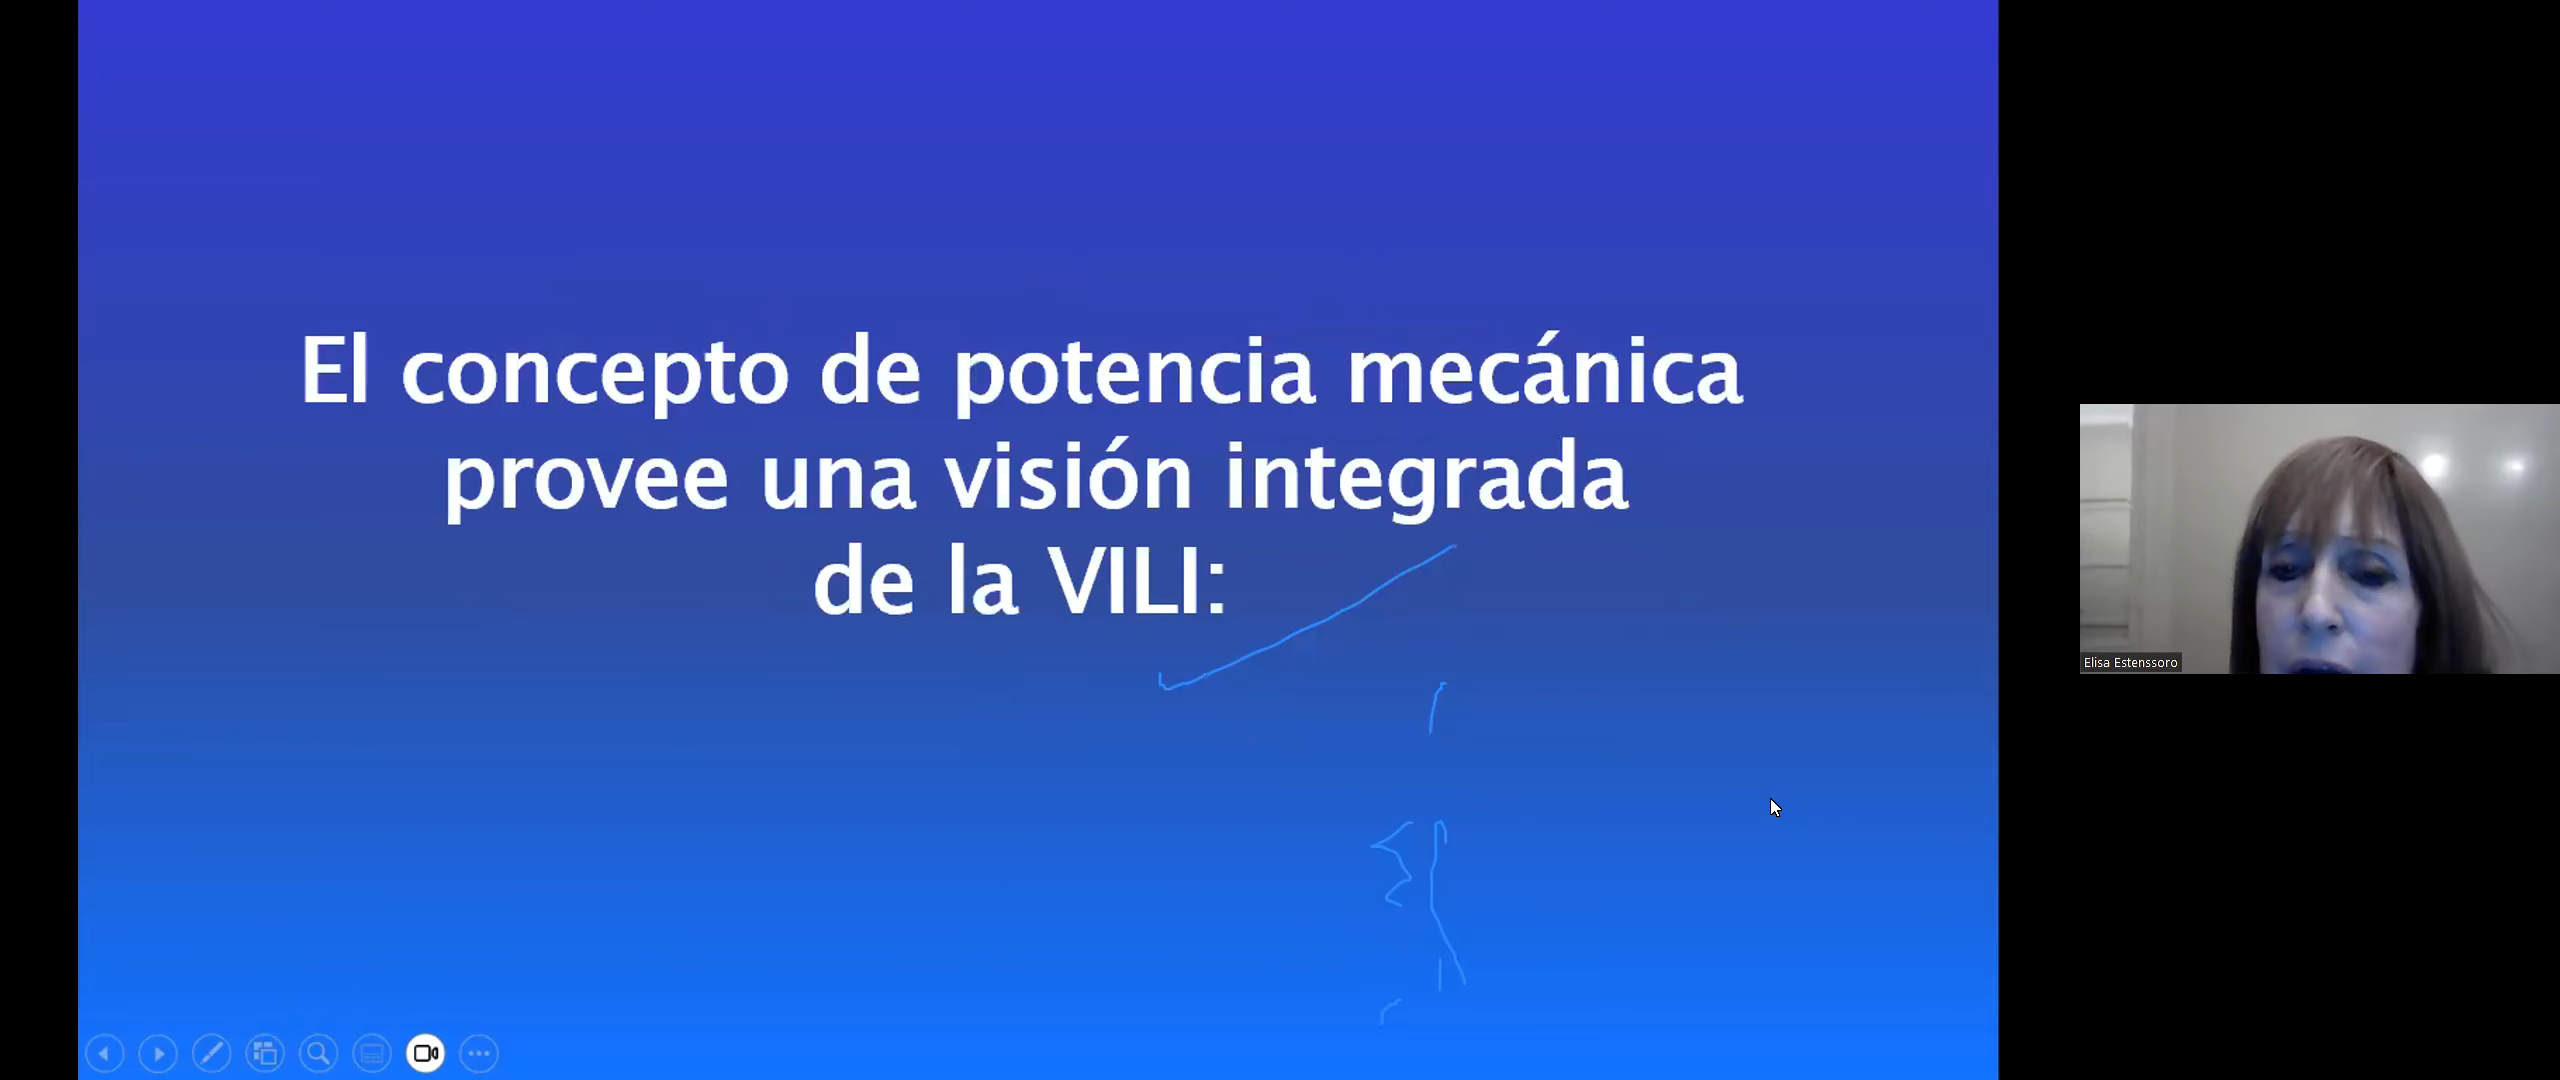 El concepto de potencia mecánica
provee una visión integrada
de la VILI:
Elisa Estenssoro